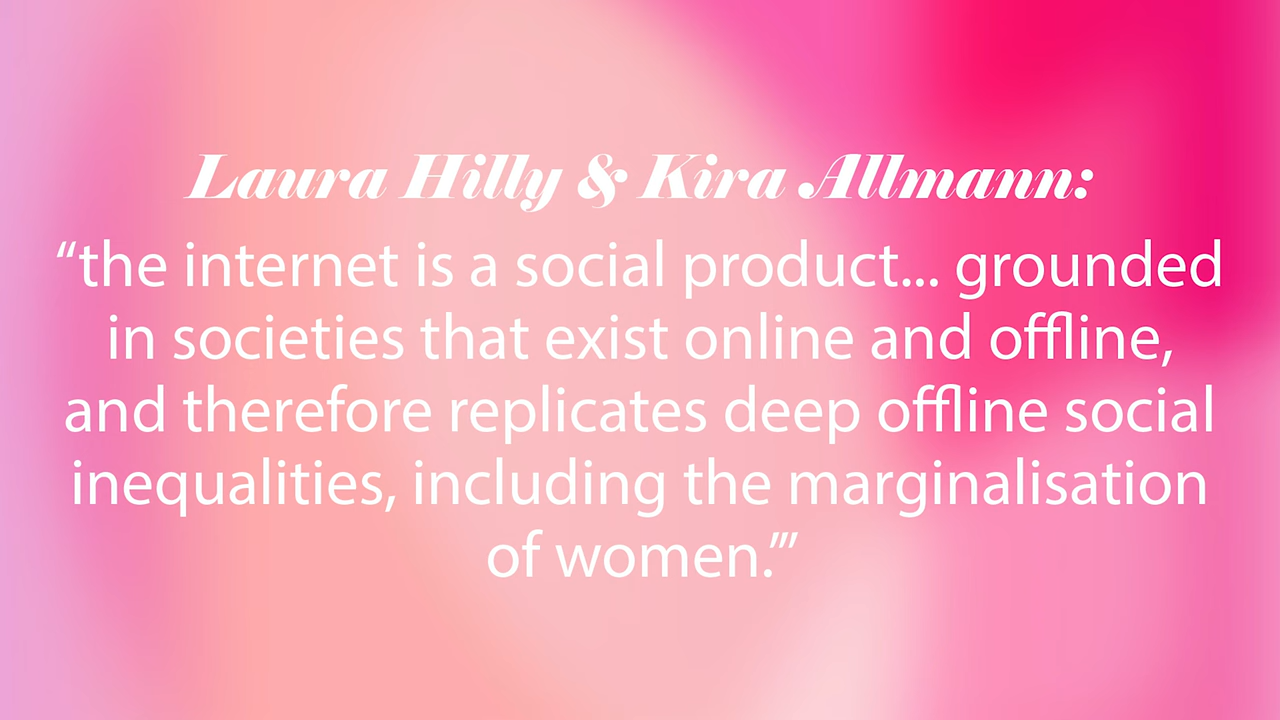 Laura Hilly & Kira Allmann:
“the internet is a social product... grounded
in societies that exist online and offline,
and therefore replicates deep offline social
inequalities, including the marginalisation
of women.”’